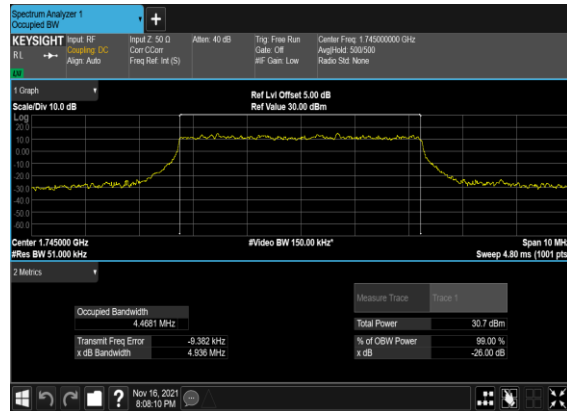 Spectrum Analyzer 1
Occupied BW
+
KEYSIGHT Input: RF Input Z: 50 Ω Atten: 40 dB Trig: Free Run Center Freq: 1.745000000 GHz
RL Coupling: DC Corr CCorr Gate: Off Avg|Hold: 500/500
Align: Auto Freq Ref: Int (S) #IF Gain: Low Radio Std: None
1 Graph
Ref Lvl Offset 5.00 dB
Scale/Div 10.0 dB Ref Value 30.00 dBm
Log
20.0
10.0
0.00
-10.0
-20.0
-30.0
-40.0
-50.0
-60.0
Center 1.745000 GHz #Video BW 150.00 kHz* Span 10 MHz
#Res BW 51.000 kHz Sweep 4.80 ms (1001 pts)
2 Metrics
Measure Trace Trace 1
Occupied Bandwidth
4.4681 MHz Total Power 30.7 dBm
Transmit Freq Error -9.382 kHz % of OBW Power 99.00 %
x dB Bandwidth 4.936 MHz x dB -26.00 dB
? Nov 16, 2021
8:08:10 PM